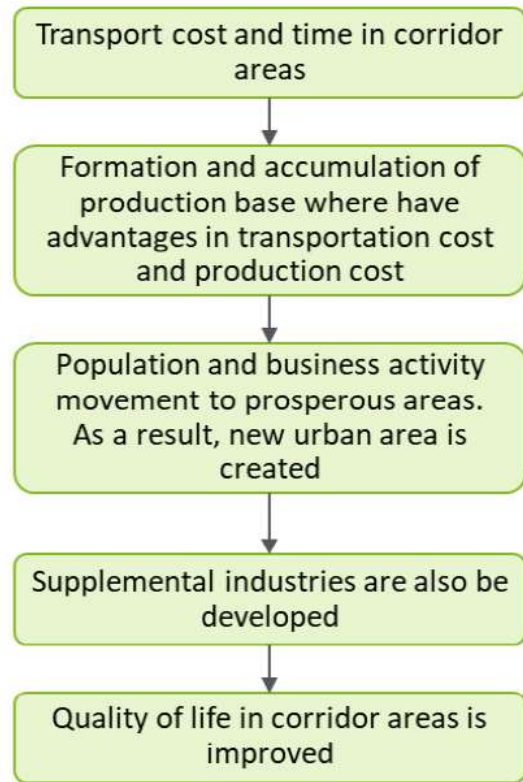 Transport cost and time in corridor
areas
Formation and accumulation of
production base where have
advantages in transportation cost
and production cost
Population and business activity
movement to prosperous areas.
As a result, new urban area is
created
Supplemental industries are also be
developed
Quality of life in corridor areas is
improved